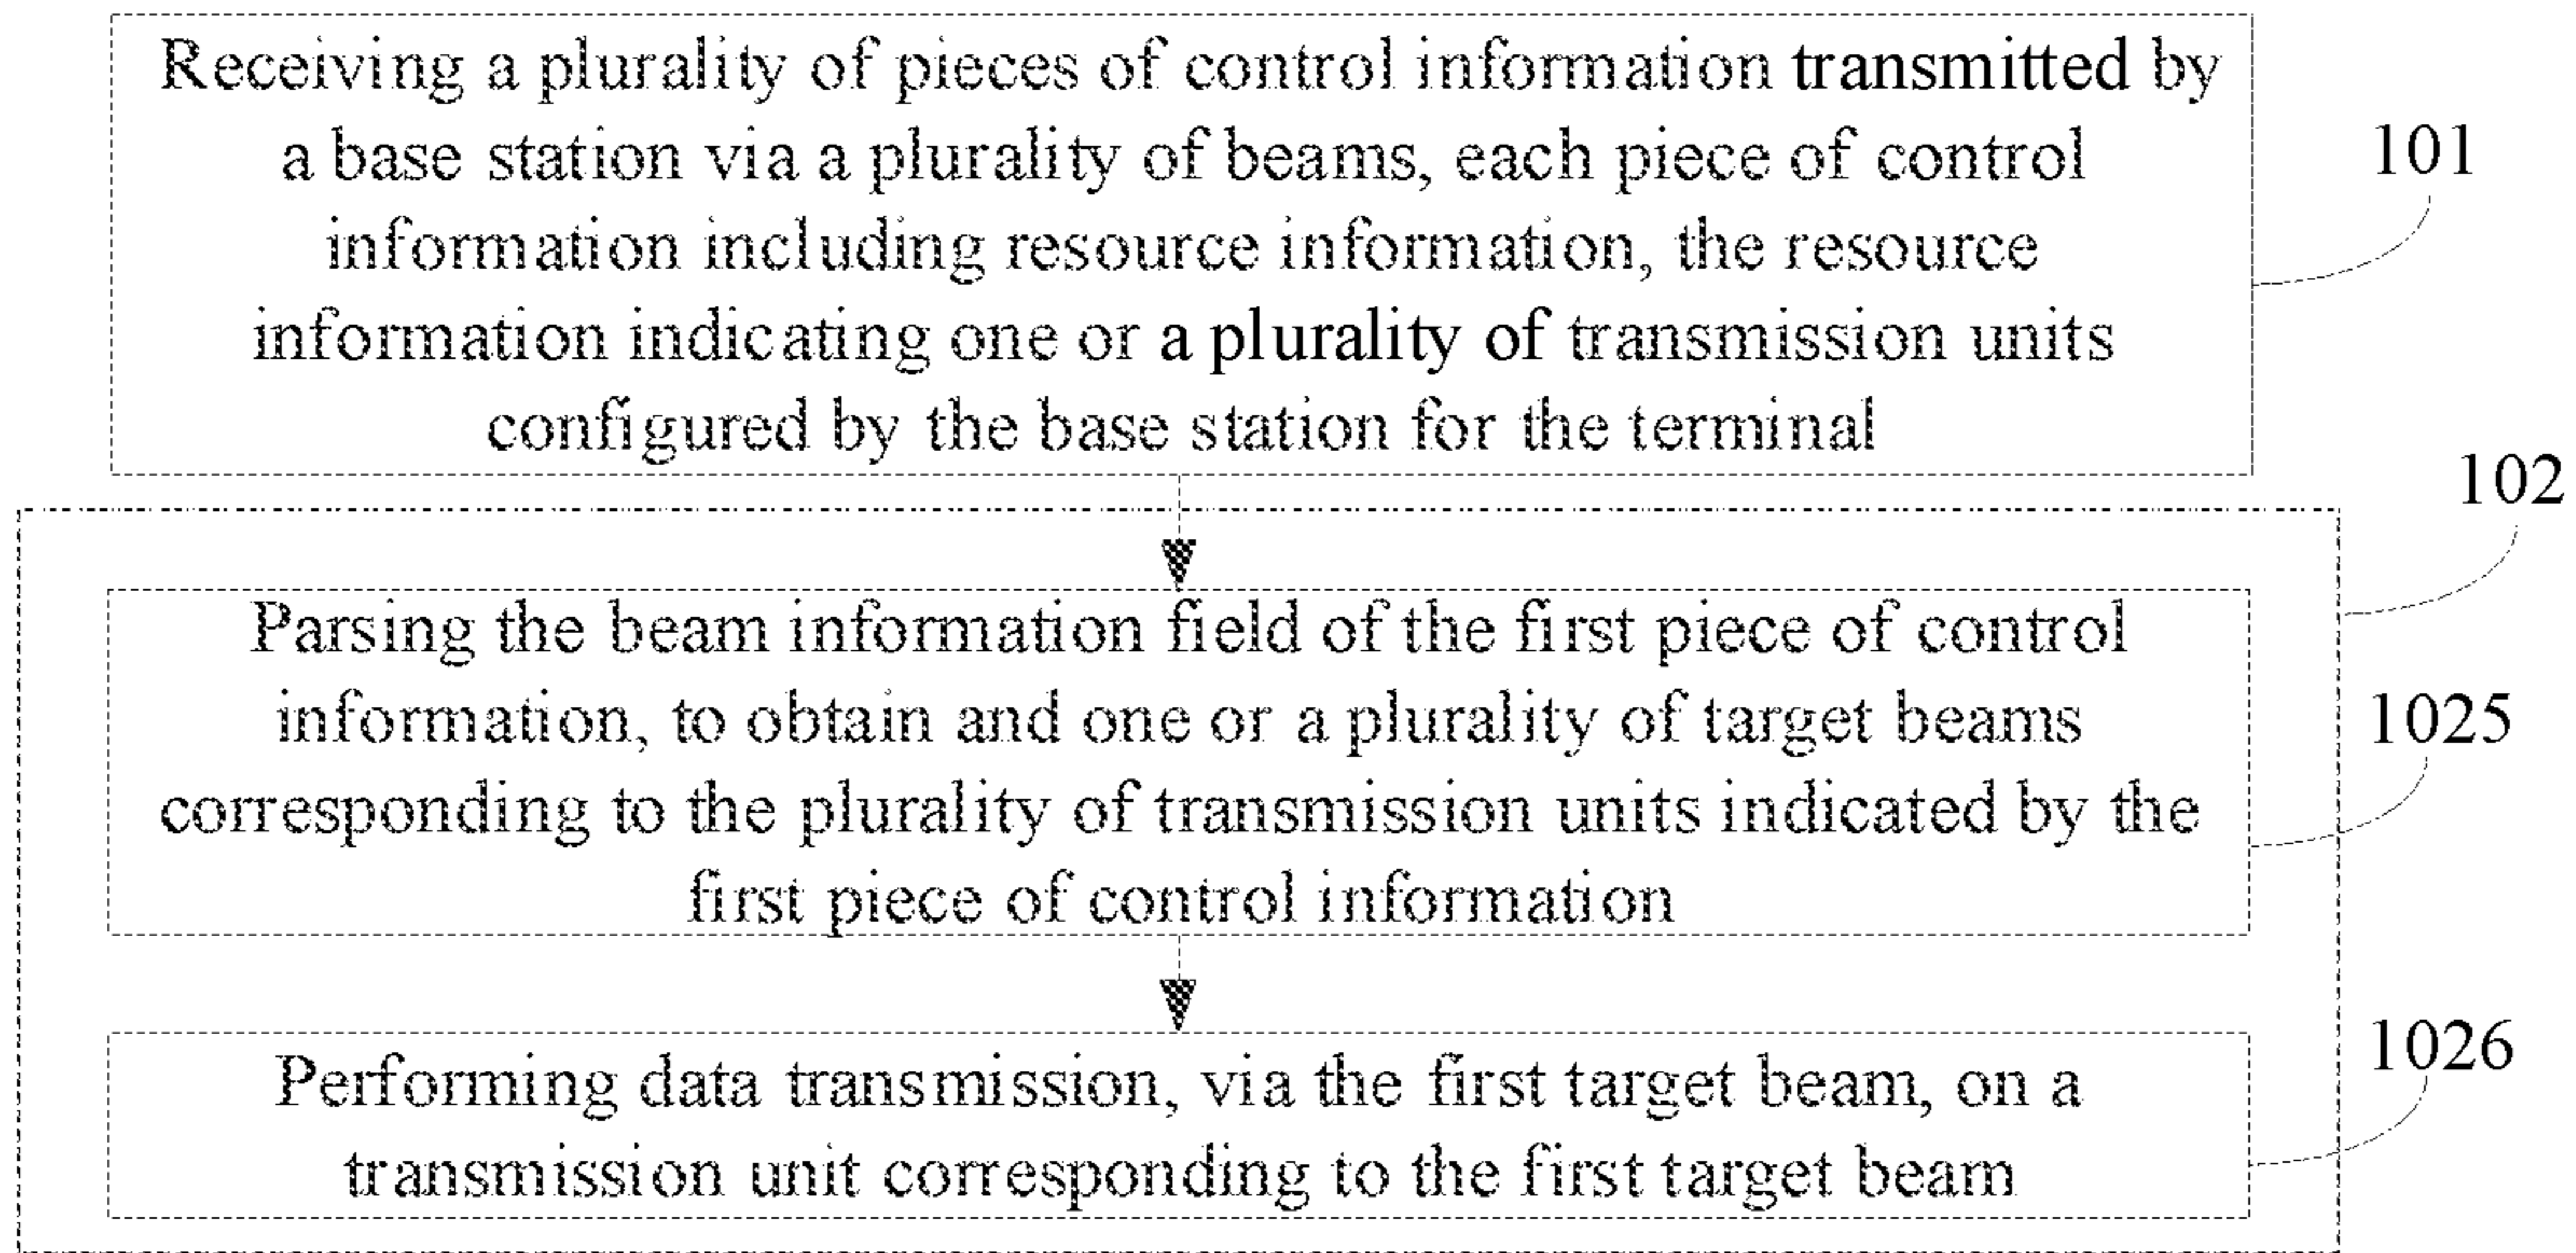 Receiving a plurality of pieces of control information transmitted by
a base station via a plurality of beams, each piece of control
information including resource information, the resource
information indicating one or a plurality of transmission units
configured by the base station for the terminal
101
102
Parsing the beam information field of the first piece of control
information, to obtain and one or a plurality of target beams
corresponding to the plurality of transmission units indicated by the
first piece of control information
1025
Performing data transmission, via the first target beam, on a
transmission unit corresponding to the first target beam
1026